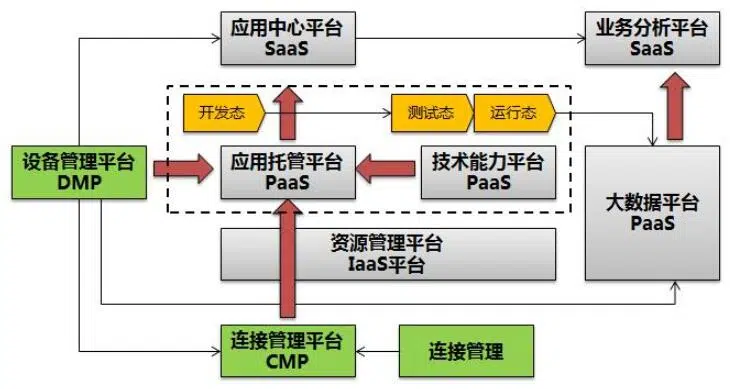 应用中心平台
SaaS
业务分析平台
SaaS
开发态
测试态
运行态
设备管理平台
DMP
应用托管平台
PaaS
技术能力平台
PaaS
大数据平台
PaaS
资源管理平台
IaaS平台
连接管理平台
CMP
连接管理